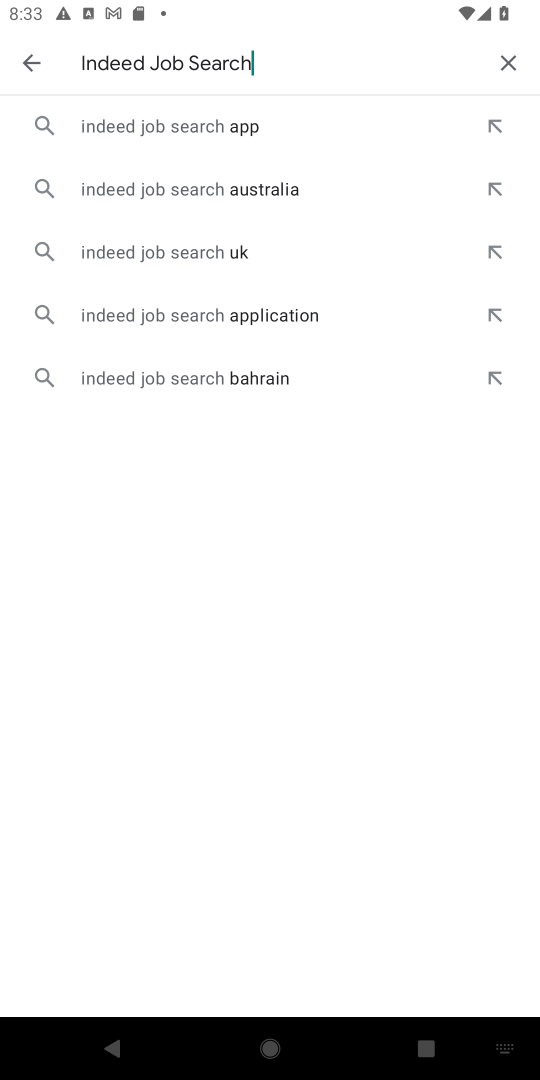 8:33
Indeed Job Search
indeed job search app
indeed job search australia
indeed job search uk
indeed job search application
indeed job search bahrain